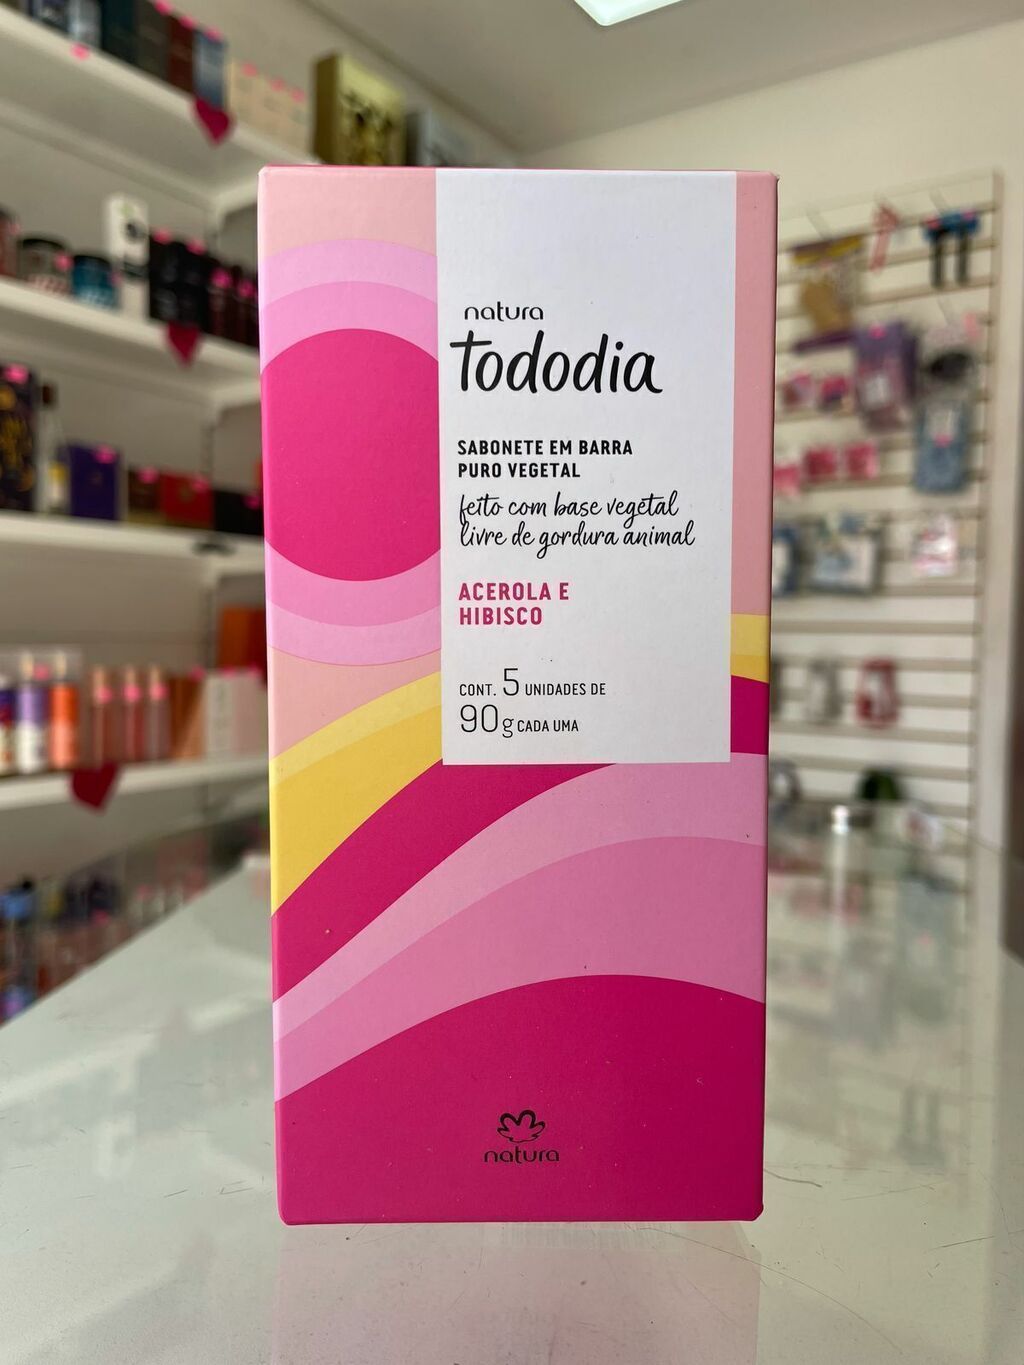 natura
tododia
SABONETE EM BARRA
PURO VEGETAL
feito com base vegetal
livre de gordura animal
ACEROLA E
HIBISCO
CONT. 5 UNIDADES DE
90g CADA UMA
natura